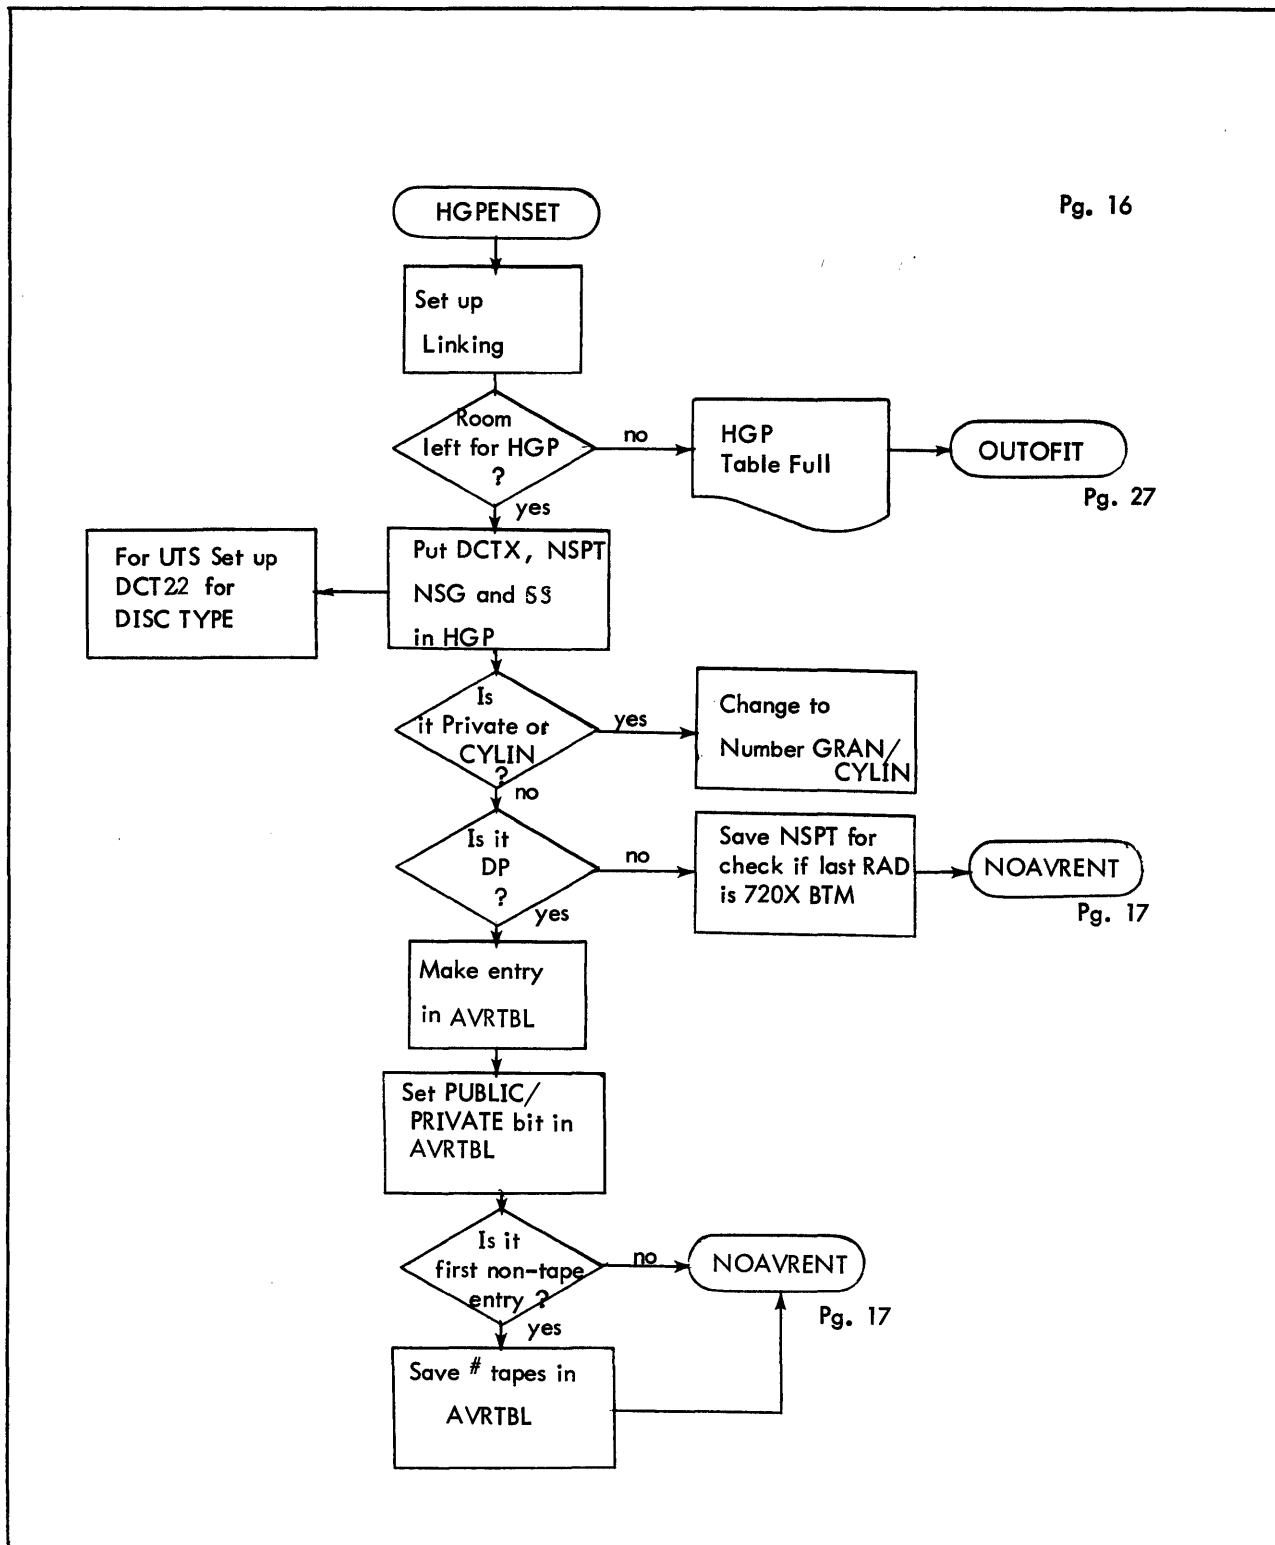 Pg. 16
HGPENSET
Set up
Linking
Room
left for HGP
?
no
HGP
Table Full
OUTOFIT
Pg. 27
yes
For UTS Set up
DCT22 for
DISC TYPE
Put DCTX, NSPT
NSG and SS
in HGP
Is
it Private or
CYLIN
?
yes
Change to
Number GRAN/
CYLIN
no
Is it
DP
?
no
Save NSPT for
check if last RAD
is 720X BTM
NOAVRENT
Pg. 17
yes
Make entry
in AVRTBL
Set PUBLIC/
PRIVATE bit in
AVRTBL
Is it
first non-tape
entry ?
no
NOAVRENT
Pg. 17
yes
Save # tapes in
AVRTBL